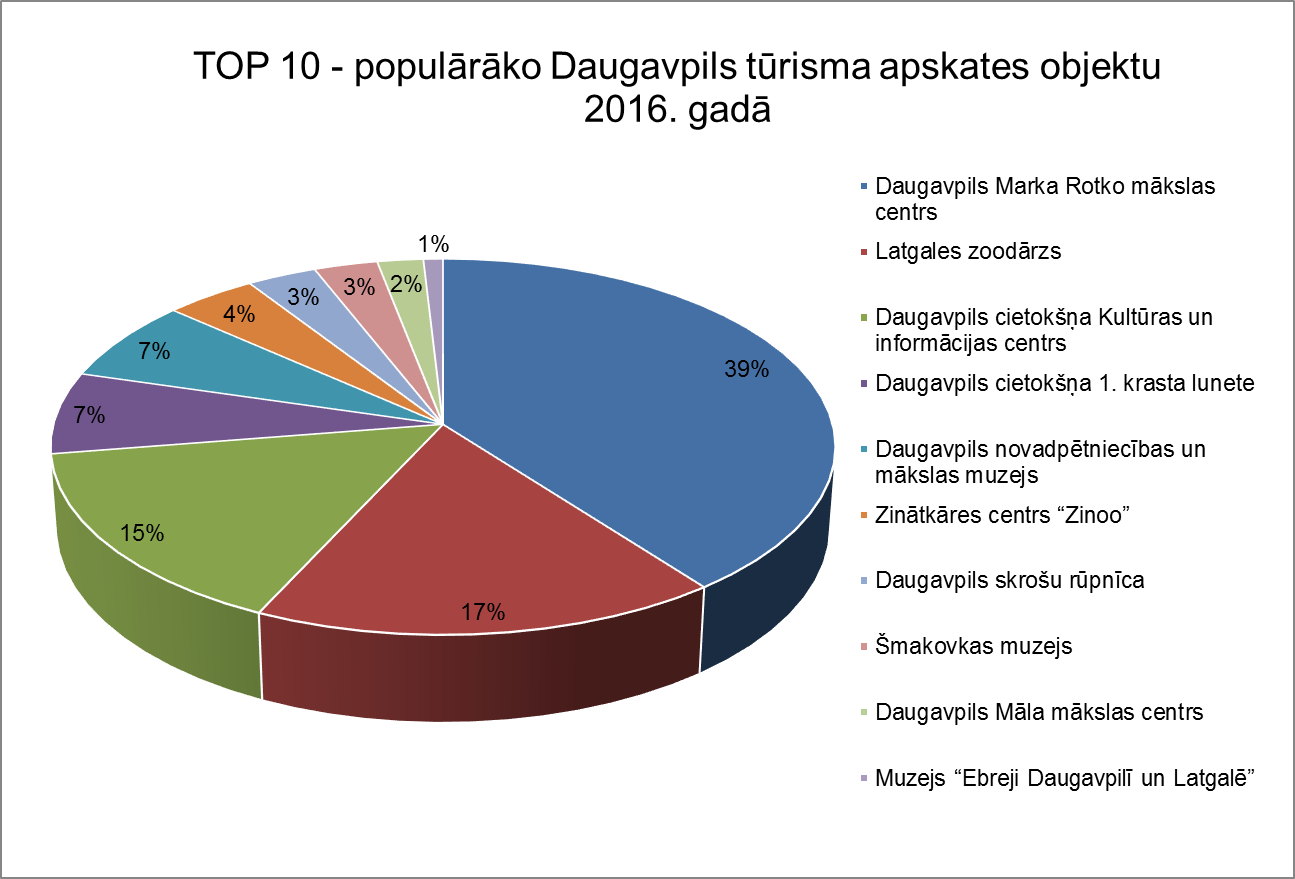 TOP 10 - populārāko Daugavpils tūrisma apskates objektu
2016. gadā
Daugavpils Marka Rotko mākslas
centrs
Latgales zoodārzs
Daugavpils cietokšņa Kultūras un
informācijas centrs
Daugavpils cietokšņa 1. krasta lunete
Daugavpils novadpētniecības un
mākslas muzejs
Zinātkāres centrs “Zinoo”
Daugavpils skrošu rūpnīca
Šmakovkas muzejs
Daugavpils Māla mākslas centrs
Muzejs “Ebreji Daugavpilī un Latgalē”
39%
17%
15%
7%
7%
4%
3%
3%
2%
1%